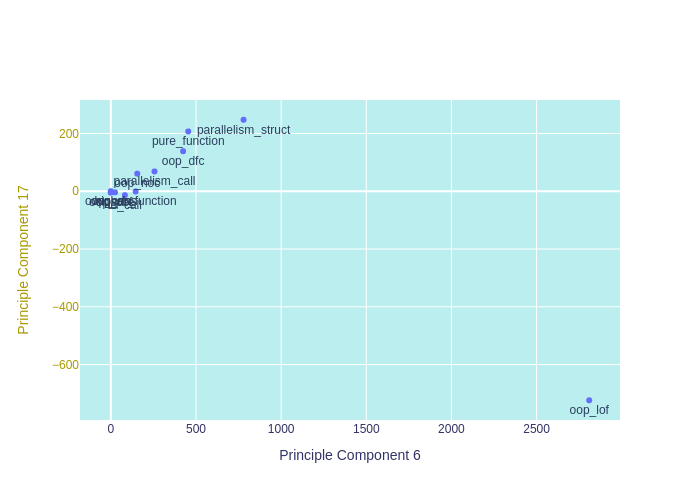 200
0
−200
−400
−600
parallelism_struct
pure_function
oop_dfc
parallelism_call
oop_noc
oop_lof
0
500
1000
1500
2000
2500
Principle Component 6
Principle Component 17